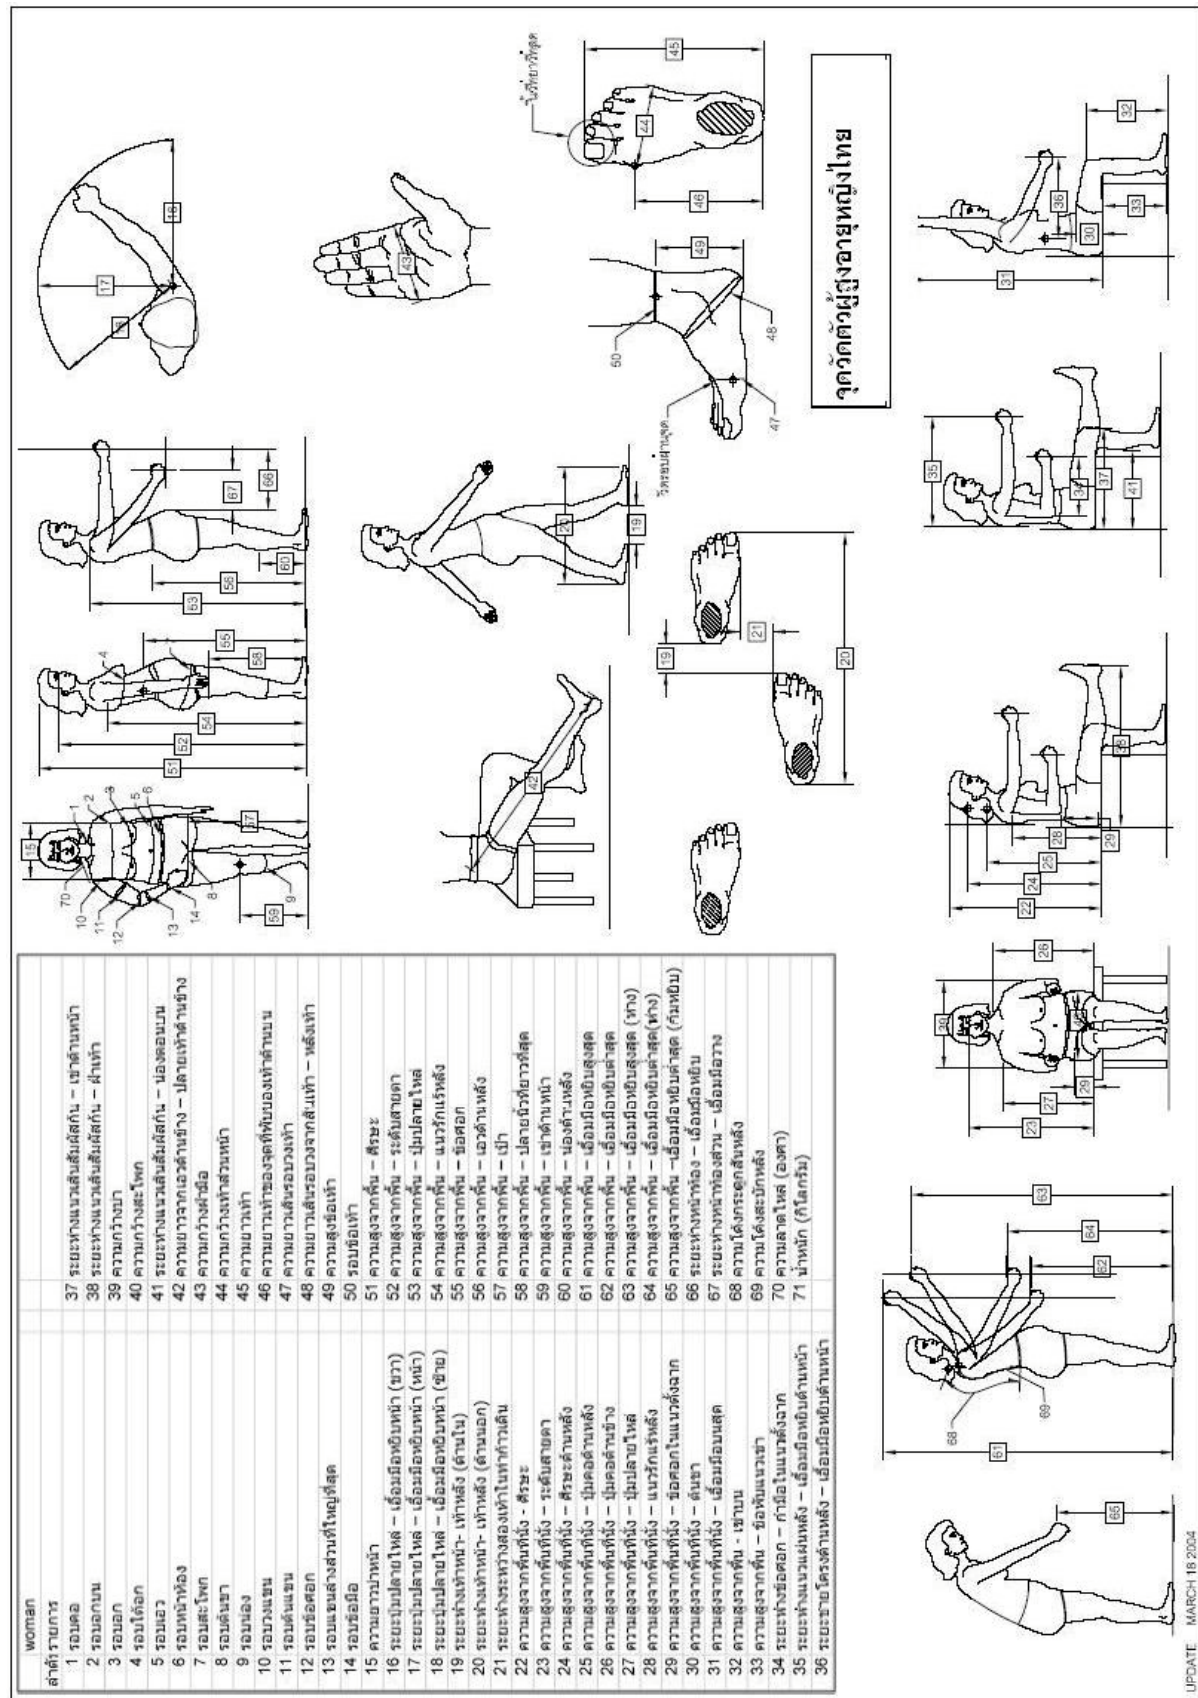 จุดวัดตัวผู้สูงอายุหญิงไทย
woman
ลำดับรายการ
1 รอบคอ
2 รอบอกบน
3 รอบอก
4 รอบใต้อก
5 รอบเอว
6 รอบหน้าท้อง
7 รอบสะโพก
8 รอบต้นขา
9 รอบน่อง
10 รอบวงแขน
11 รอบต้นแขน
12 รอบข้อศอก
13 รอบแขนล่างส่วนที่ใหญ่ที่สุด
14 รอบข้อมือ
15 ความยาวบ่าหน้า
16 ระยะปุ่มปลายไหล่ – เอื้อมมือหยิบหน้า (ขวา)
17 ระยะปุ่มปลายไหล่ – เอื้อมมือหยิบหน้า (หน้า)
18 ระยะปุ่มปลายไหล่ – เอื้อมมือหยิบหน้า (ซ้าย)
19 ระยะห่างเท้าหน้า- เท้าหลัง (ด้านใน)
20 ระยะห่างเท้าหน้า- เท้าหลัง (ด้านนอก)
21 ระยะห่างระหว่างสองเท้าในท่าก้าวเดิน
22 ความสูงจากพื้นที่นั่ง - ศีรษะ
23 ความสูงจากพื้นที่นั่ง – ระดับสายตา
24 ความสูงจากพื้นที่นั่ง – ศีรษะด้านหลัง
25 ความสูงจากพื้นที่นั่ง – ปุ่มคอด้านหลัง
26 ความสูงจากพื้นที่นั่ง – ปุ่มคอด้านข้าง
27 ความสูงจากพื้นที่นั่ง – ปุ่มปลายไหล่
28 ความสูงจากพื้นที่นั่ง – แนวรักแร้หลัง
29 ความสูงจากพื้นที่นั่ง – ข้อศอกในแนวตั้งฉาก
30 ความสูงจากพื้นที่นั่ง – ต้นขา
31 ความสูงจากพื้นที่นั่ง – เอื้อมมือบนสุด
32 ความสูงจากพื้น - เข่าบน
33 ความสูงจากพื้น – ข้อพับแนวเข่า
34 ระยะห่างข้อศอก – กำมือในแนวตั้งฉาก
35 ระยะห่างแนวแผ่นหลัง – เอื้อมมือหยิบด้านหน้า
36 ระยะชายโครงด้านหลัง – เอื้อมมือหยิบด้านหน้า
37 ระยะห่างแนวเส้นสัมผัสก้น – เข่าด้านหน้า
38 ระยะห่างแนวเส้นสัมผัสก้น – ฝ่าเท้า
39 ความกว้างบ่า
40 ความกว้างสะโพก
41 ระยะห่างแนวเส้นสัมผัสก้น – น่องตอนบน
42 ความยาวจากเอวด้านข้าง – ปลายเท้าด้านข้าง
43 ความกว้างฝ่ามือ
44 ความกว้างเท้าส่วนหน้า
45 ความยาวเท้า
46 ความยาวเท้าของจุดที่พับของเท้าด้านบน
47 ความยาวเส้นรอบวงเท้า
48 ความยาวเส้นรอบวงจากส้นเท้า – หลังเท้า
49 ความสูงข้อเท้า
50 รอบข้อเท้า
51 ความสูงจากพื้น – ศีรษะ
52 ความสูงจากพื้น – ระดับสายตา
53 ความสูงจากพื้น – ปุ่มปลายไหล่
54 ความสูงจากพื้น – แนวรักแร้หลัง
55 ความสูงจากพื้น – ข้อศอก
56 ความสูงจากพื้น – เอวด้านหลัง
57 ความสูงจากพื้น – เป้า
58 ความสูงจากพื้น – ปลายนิ้วที่ยาวที่สุด
59 ความสูงจากพื้น – เข่าด้านหน้า
60 ความสูงจากพื้น – น่องด้านหลัง
61 ความสูงจากพื้น – เอื้อมมือหยิบสูงสุด
62 ความสูงจากพื้น – เอื้อมมือหยิบต่ำสุด
63 ความสูงจากพื้น – เอื้อมมือหยิบสูงสุด (ห่าง)
64 ความสูงจากพื้น – เอื้อมมือหยิบต่ำสุด(ห่าง)
65 ความสูงจากพื้น –เอื้อมมือหยิบต่ำสุด (ก้มหยิบ)
66 ระยะห่างหน้าท้อง – เอื้อมมือหยิบ
67 ระยะห่างหน้าท้องส่วน – เอื้อมมือวาง
68 ความโค้งกระดูกสันหลัง
69 ความโค้งสะบักหลัง
70 ความลาดไหล่ (องศา)
71 น้ำหนัก (กิโลกรัม)
นิ้วที่ยาวที่สุด
วัดรอบผ่านจุด
UPDATE MARCH 18 2004